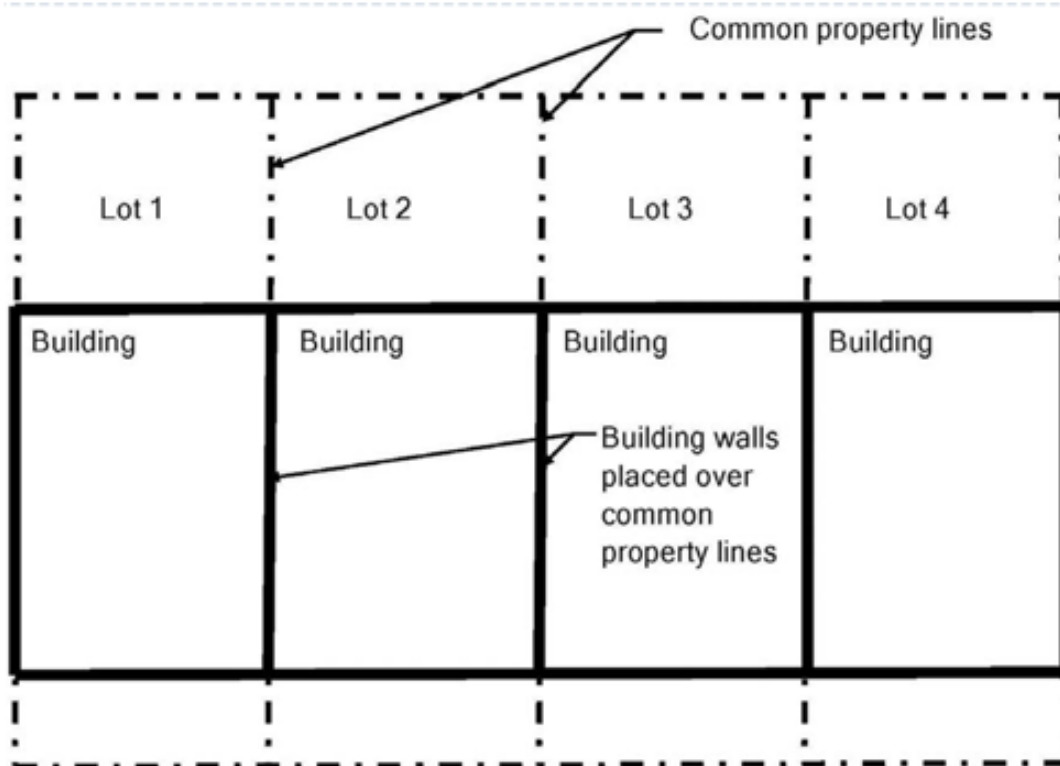 Common property lines
Lot 1
Lot 2
Lot 3
Lot 4
Building
Building
Building
Building
Building walls
placed over
common
property lines